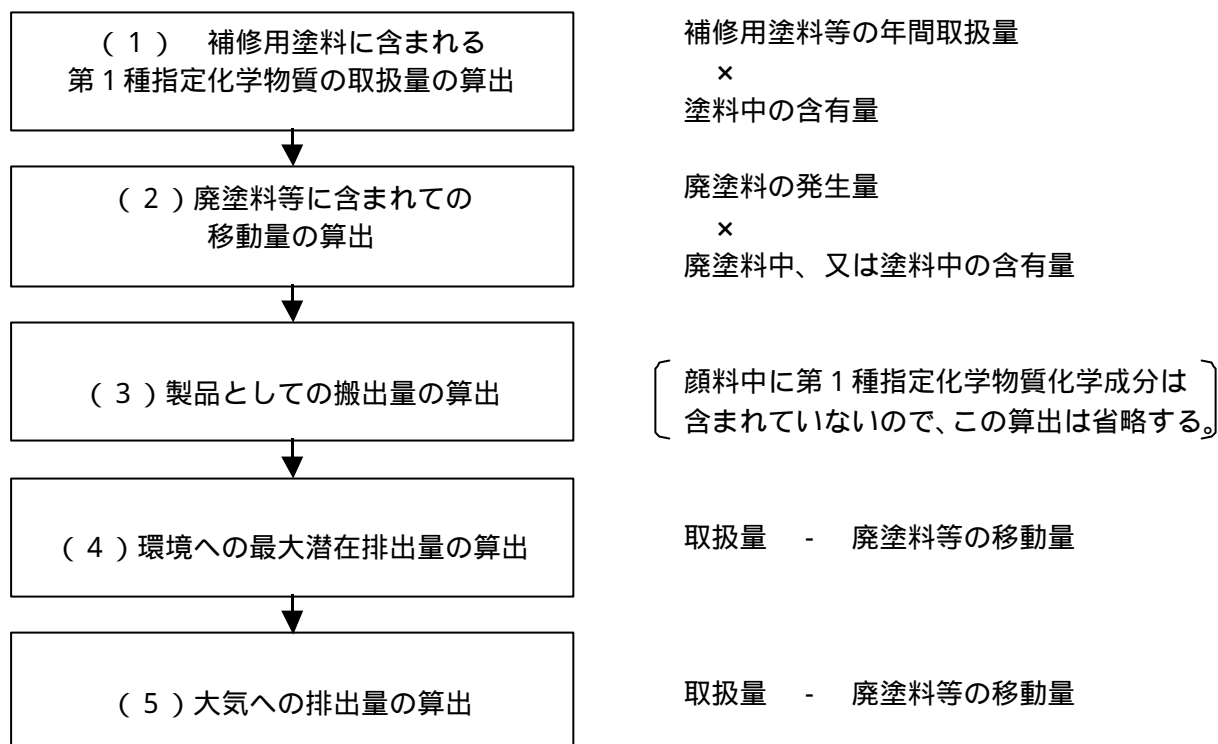 （１）　補修用塗料に含まれる
第１種指定化学物質の取扱量の算出
補修用塗料等の年間取扱量
×
塗料中の含有量
（２）廃塗料等に含まれての
移動量の算出
廃塗料の発生量
×
廃塗料中、又は塗料中の含有量
（３）製品としての搬出量の算出
顔料中に第１種指定化学物質化学成分は
含まれていないので、この算出は省略する。
（４）環境への最大潜在排出量の算出
取扱量　-　廃塗料等の移動量
（５）大気への排出量の算出
取扱量　-　廃塗料等の移動量